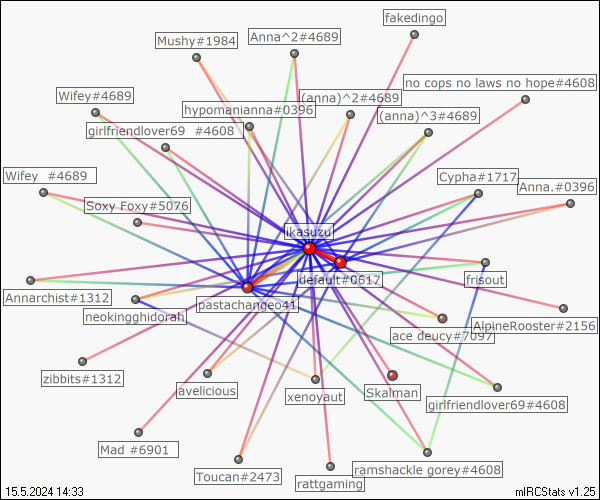 fakedingo
Anna^2#4689
Mushy#1984
no cops no laws no hope#4608
Wifey#4689
(anna)^2#4689
hypomanianna#0396
(anna)^3#4689
girlfriendlover69 #4608
Wifey #4689
Cypha#1717
Anna.#0396
Soxy Foxy#5076
ikasuzu
default#0617
frisout
Annarchist#1312
pastachangeo41
neokingghidorah
AlpineRooster#2156
ace deucy#7097
zibbits#1312
avelicious
xenoyaut
Skalman
girlfriendlover69#4608
Mad #6901
ramshackle gorey#4608
Toucan#2473
rattgaming
15.5.2024 14:33
mIRCStats v1.25